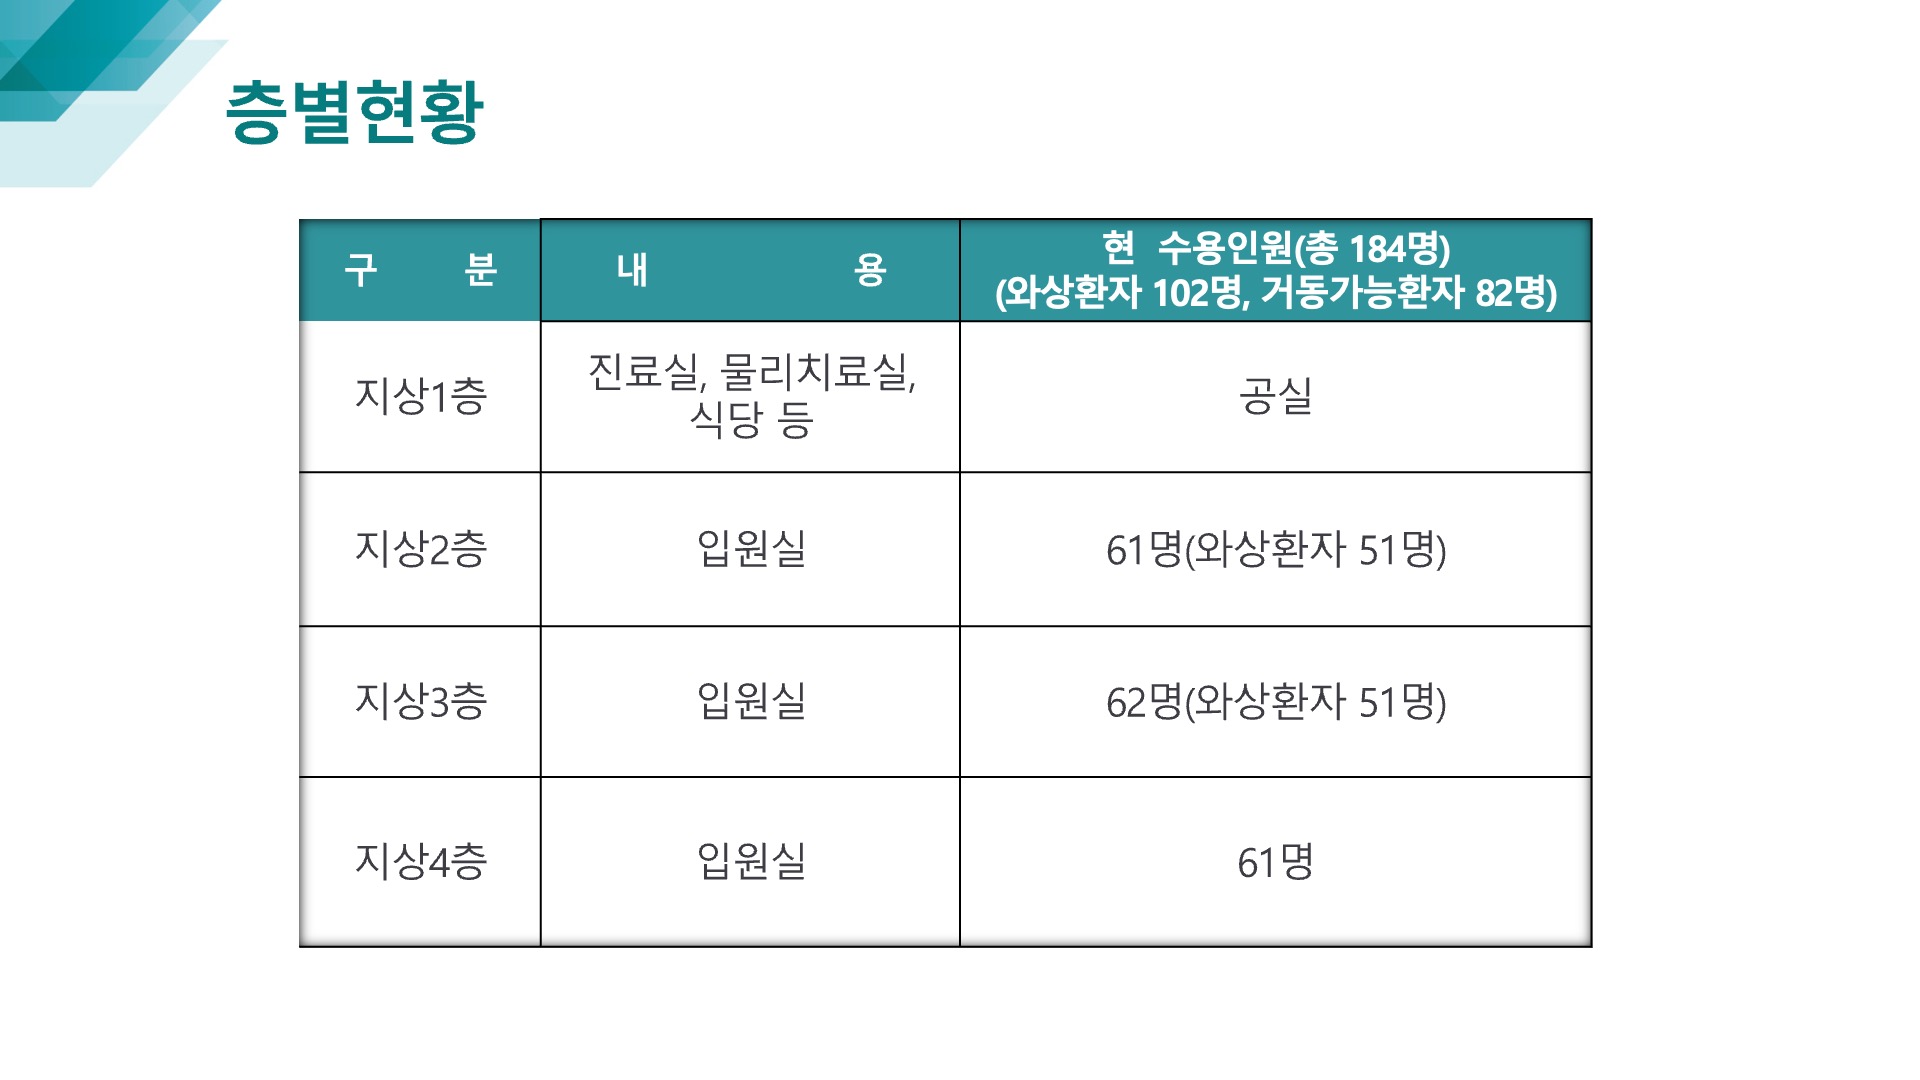 층별현황
구 분 내 용 현 수용인원(총 184명)
(와상환자 102명, 거동가능환자 82명)
지상1층 진료실, 물리치료실,
식당 등 공실
지상2층 입원실 61명(와상환자 51명)
지상3층 입원실 62명(와상환자 51명)
지상4층 입원실 61명